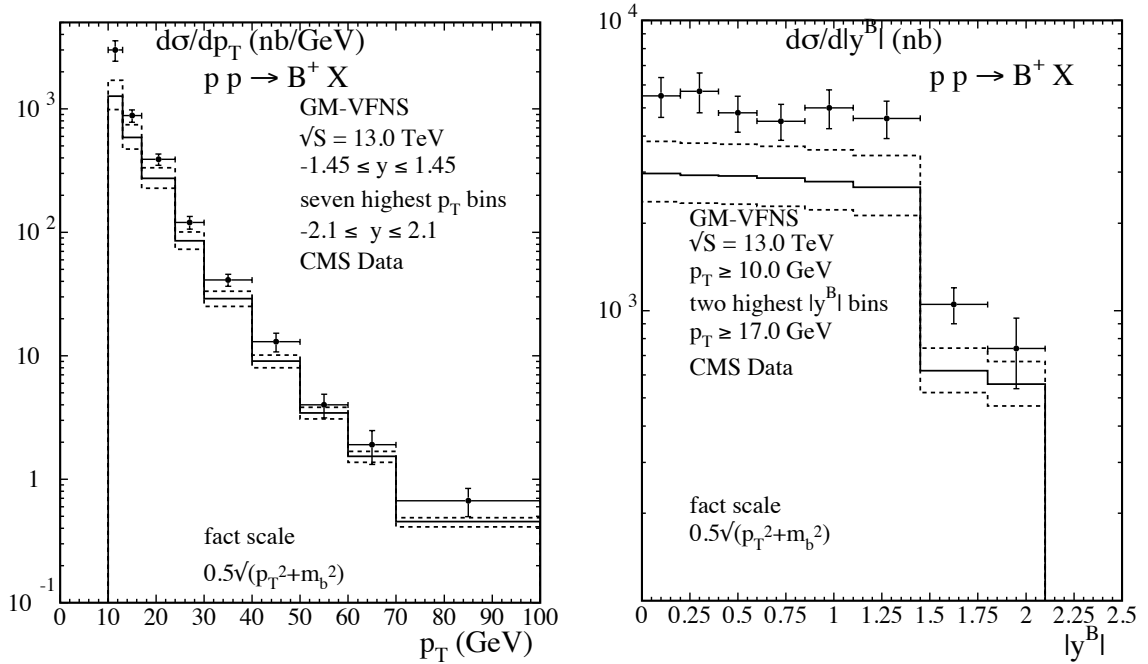 dσ/dp_T (nb/GeV)
p p → B⁺ X
GM-VFNS
√S = 13.0 TeV
-1.45 ≤ y ≤ 1.45
seven highest p_T bins
-2.1 ≤ y ≤ 2.1
CMS Data
fact scale
0.5√(p_T²+m_b²)
10³
10²
10
1
10⁻¹
0 10 20 30 40 50 60 70 80 90 100
p_T (GeV)
dσ/d|y^B| (nb)
p p → B⁺ X
GM-VFNS
√S = 13.0 TeV
p_T ≥ 10.0 GeV
two highest |y^B| bins
p_T ≥ 17.0 GeV
CMS Data
fact scale
0.5√(p_T²+m_b²)
10⁴
10³
0 0.25 0.5 0.75 1 1.25 1.5 1.75 2 2.25 2.5
|y^B|